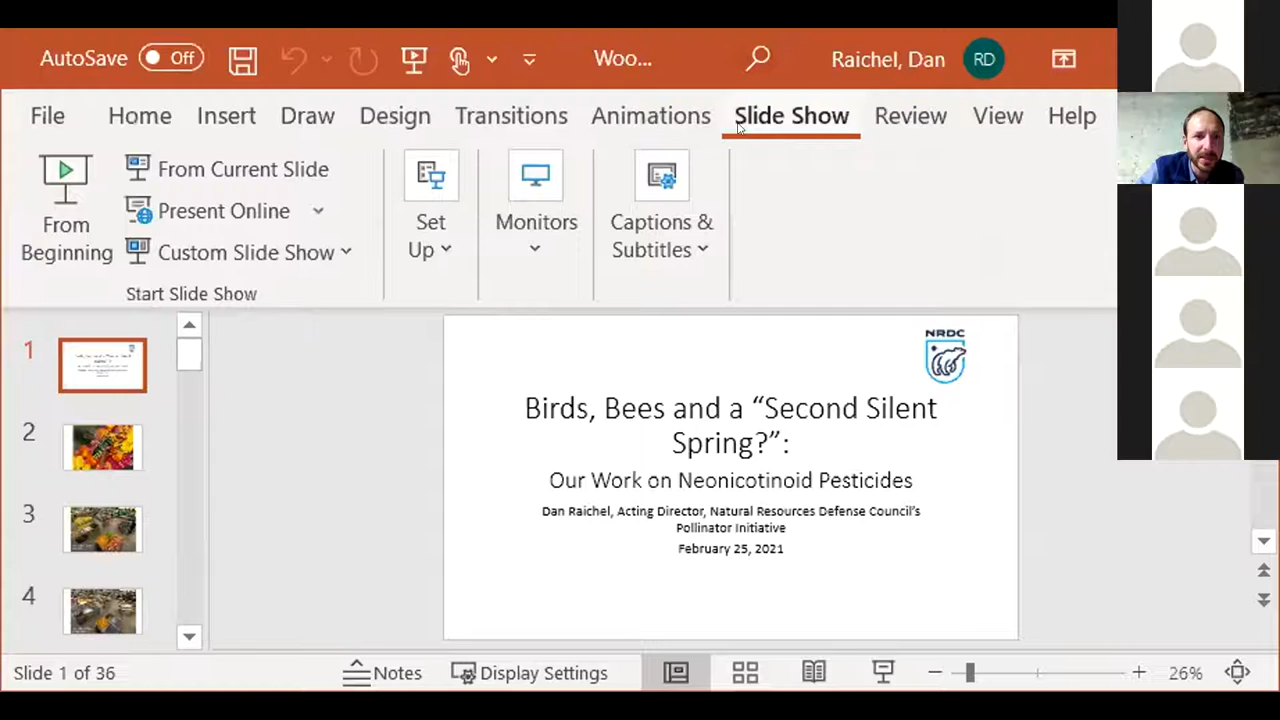 AutoSave Off Woo... Raichel, Dan RD
File Home Insert Draw Design Transitions Animations Slide Show Review View Help
From Beginning
From Current Slide
Present Online
Custom Slide Show
Start Slide Show
Set Up
Monitors
Captions & Subtitles
1
2
3
4
NRDC
Birds, Bees and a “Second Silent
Spring?”:
Our Work on Neonicotinoid Pesticides
Dan Raichel, Acting Director, Natural Resources Defense Council’s
Pollinator Initiative
February 25, 2021
Slide 1 of 36 Notes Display Settings 26%